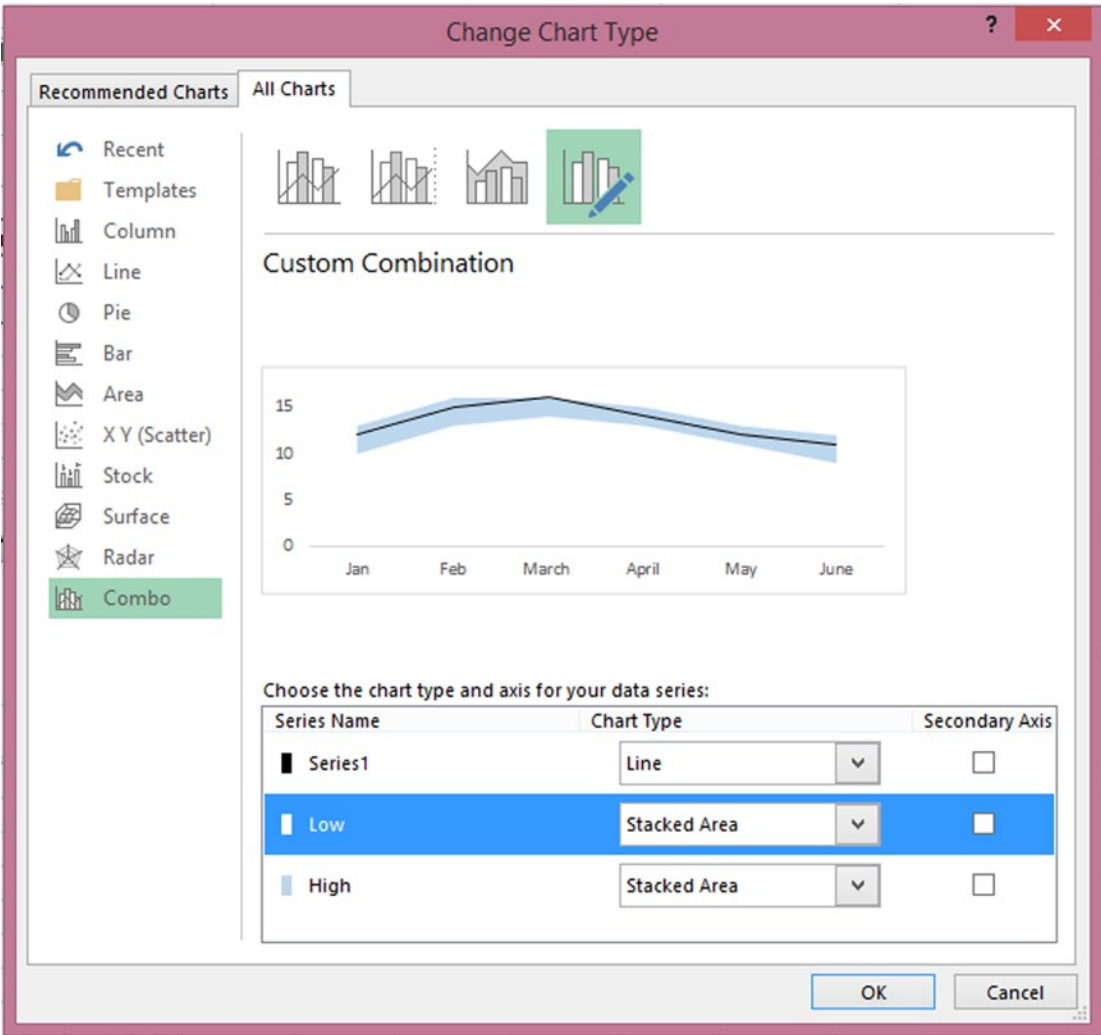 Change Chart Type
? ×
Recommended Charts
All Charts
Recent
Templates
Column
Line
Pie
Bar
Area
X Y (Scatter)
Stock
Surface
Radar
Combo
Custom Combination
15
10
5
0
Jan Feb March April May June
Choose the chart type and axis for your data series:
Series Name Chart Type Secondary Axis
Series1 Line
Low Stacked Area
High Stacked Area
OK Cancel